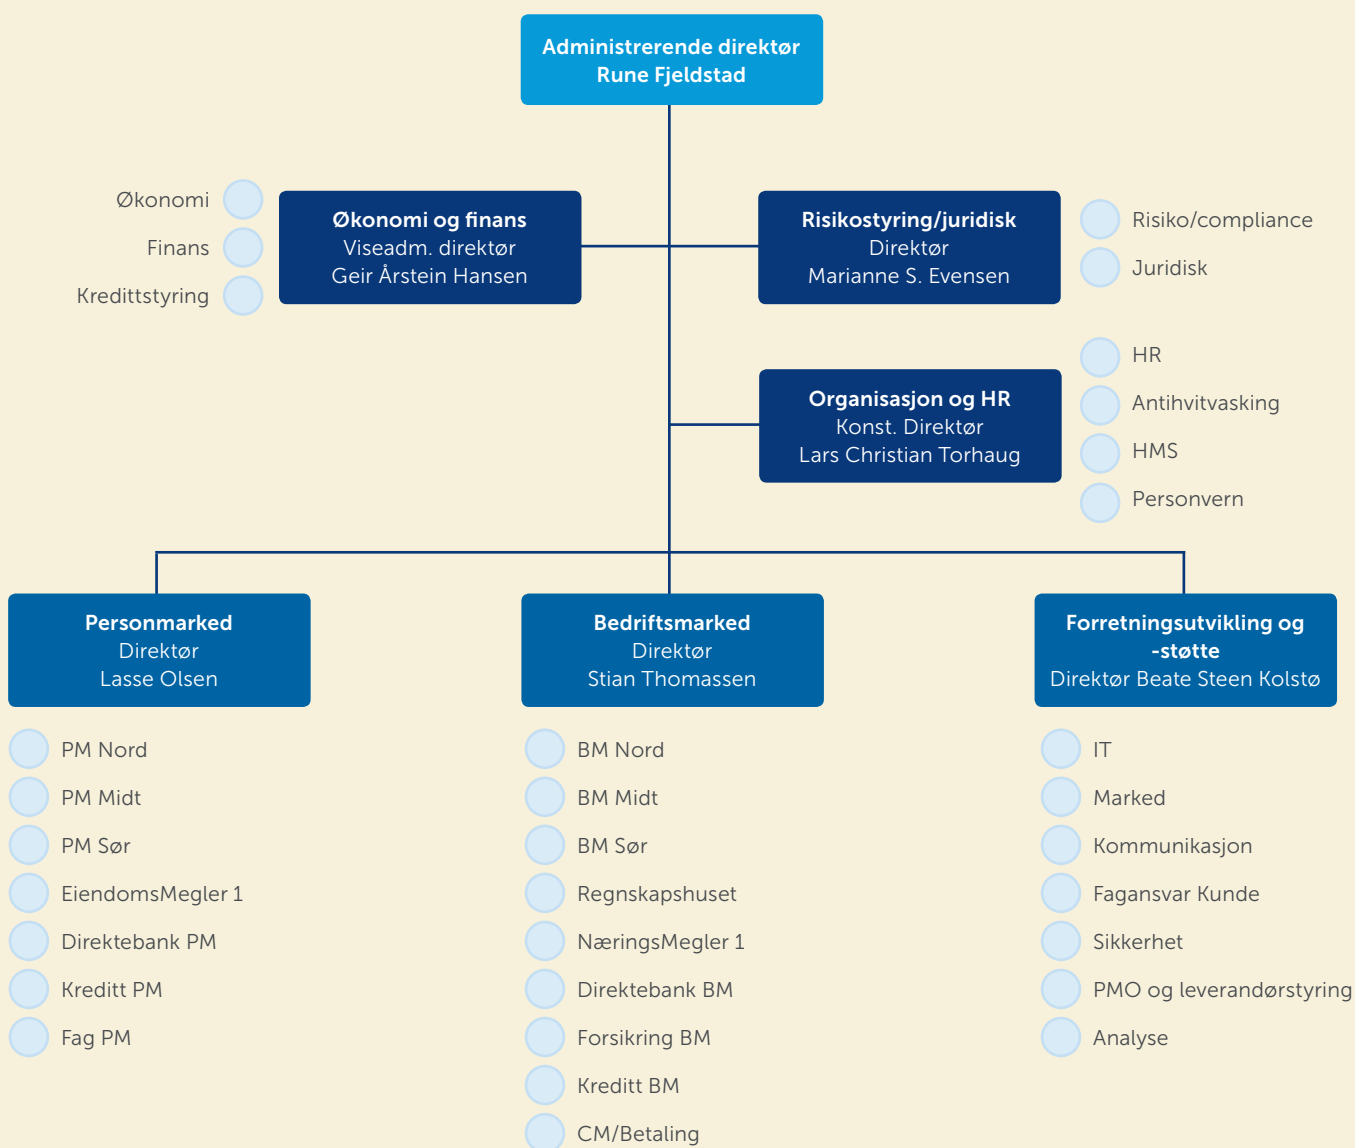 Administrerende direktør
Rune Fjeldstad
Økonomi
Finans
Kredittstyring
Økonomi og finans
Viseadm. direktør
Geir Årstein Hansen
Risikostyring/juridisk
Direktør
Marianne S. Evensen
Risiko/compliance
Juridisk
Organisasjon og HR
Konst. Direktør
Lars Christian Torhaug
HR
Antihvitvasking
HMS
Personvern
Personmarked
Direktør
Lasse Olsen
PM Nord
PM Midt
PM Sør
EiendomsMegler 1
Direktebank PM
Kreditt PM
Fag PM
Bedriftsmarked
Direktør
Stian Thomassen
BM Nord
BM Midt
BM Sør
Regnskapshuset
NæringsMegler 1
Direktebank BM
Forsikring BM
Kreditt BM
CM/Betaling
Forretningsutvikling og
-støtte
Direktør Beate Steen Kolstø
IT
Marked
Kommunikasjon
Fagansvar Kunde
Sikkerhet
PMO og leverandørstyring
Analyse